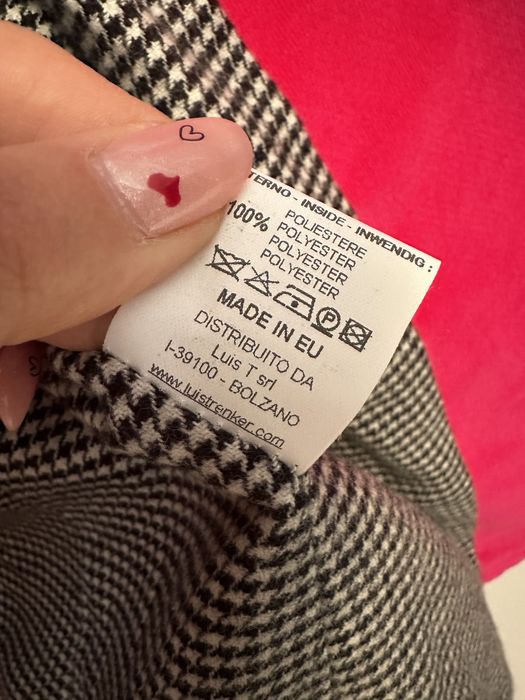 TERNO - INSIDE - INWENDIG :
100% POLIESTERE
POLYESTER
POLYESTER
POLYESTER
P
MADE IN EU
DISTRIBUITO DA
Luis T srl
I-39100 - BOLZANO
www.luistrenker.com